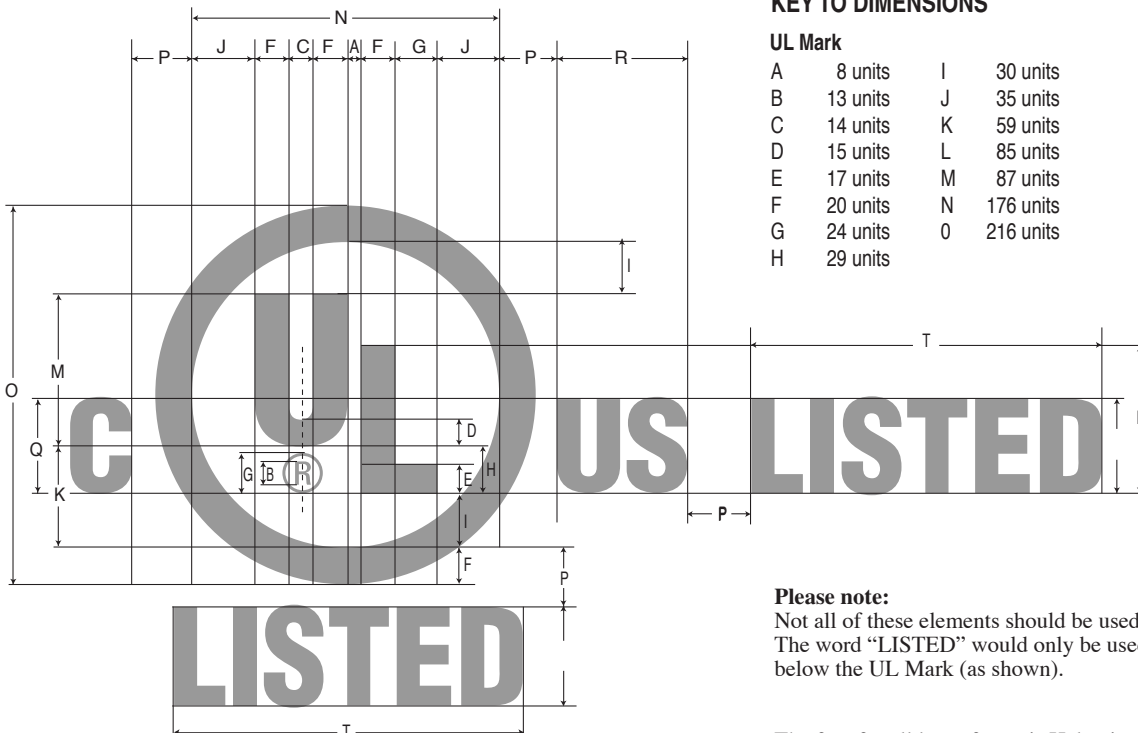 KEY TO DIMENSIONS
UL Mark
A 8 units I 30 units
B 13 units J 35 units
C 14 units K 59 units
D 15 units L 85 units
E 17 units M 87 units
F 20 units N 176 units
G 24 units 0 216 units
H 29 units
N
P J F C F A F G J P R
I
T
O M
Q
K
D
G B H
E
I
F
P
P
C UL US LISTED
®
LISTED
T
Please note:
Not all of these elements should be used
The word “LISTED” would only be used
below the UL Mark (as shown).